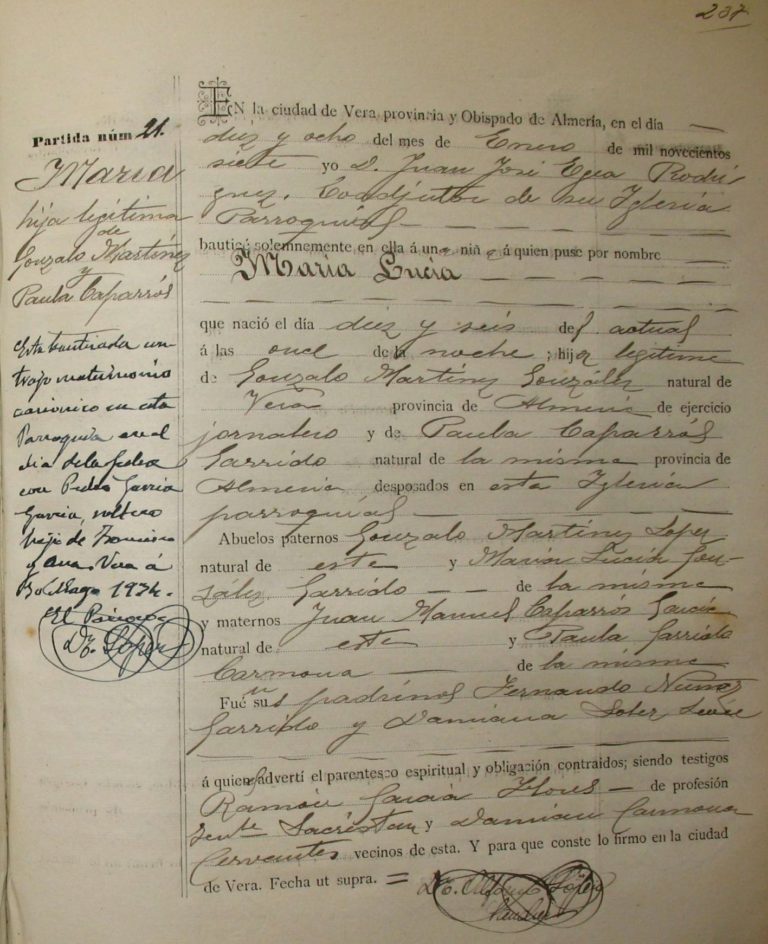 237
Partida núm 21.
Maria
hija legítima
de
Gonzalo Martínez
y
Paula Caparrós
Esta bautizada con-
trajo matrimonio
canónico en esta
Parroquia en el
día de la fecha
con Pedro García
García, soltero
hijo de Francisco
y Ana. Vera á
Mayo 1934.
El Párroco
López
EN la ciudad de Vera provincia y Obispado de Almería, en el día
diez y ocho del mes de Enero de mil novecientos
siete yo D. Juan José Egea Rodrí
guez. Coadjutor de su Iglesia
Parroquial
bauticé solemnemente en ella á una niña á quien puse por nombre
Maria Lucia
que nació el día diez y seis del actual
á las once de la noche; hija legítima
de Gonzalo Martínez González natural de
Vera provincia de Almería de ejercicio
jornalero y de Paula Caparrós
Garrido natural de la misma provincia de
Almería desposados en esta Iglesia
parroquial
Abuelos paternos Gonzalo Martínez López
natural de este y María Lucía Gon-
zález Garrido de la misma
y maternos Juan Manuel Caparrós García
natural de este y Paula Garrido
Carmona de la misma
Fué sus padrinos Fernando Núñez
Garrido y Damiana Soler
á quien advertí el parentesco espiritual y obligación contraidos; siendo testigos
Ramón García Flores de profesión
Sacristan y Damian Carmona
Cervantes vecinos de esta. Y para que conste lo firmo en la ciudad
de Vera. Fecha ut supra. =
López